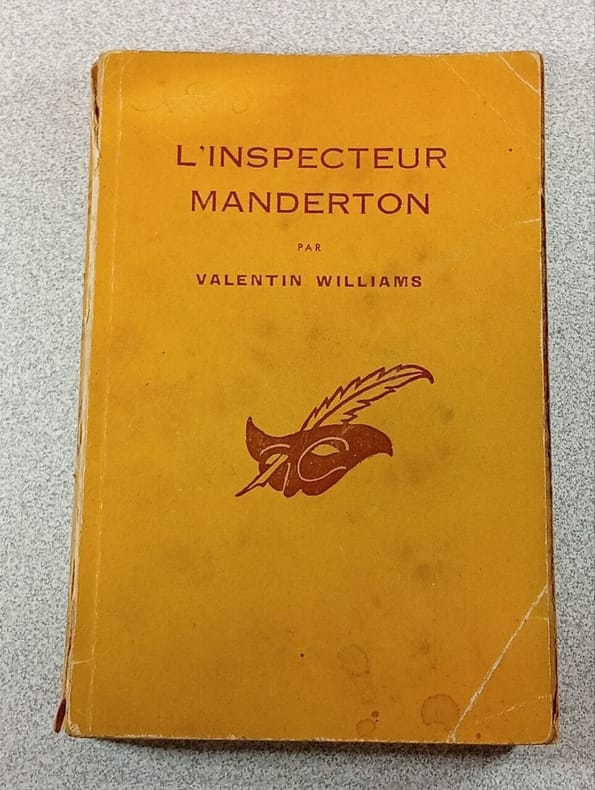 L'INSPECTEUR
MANDERTON
PAR
VALENTIN WILLIAMS